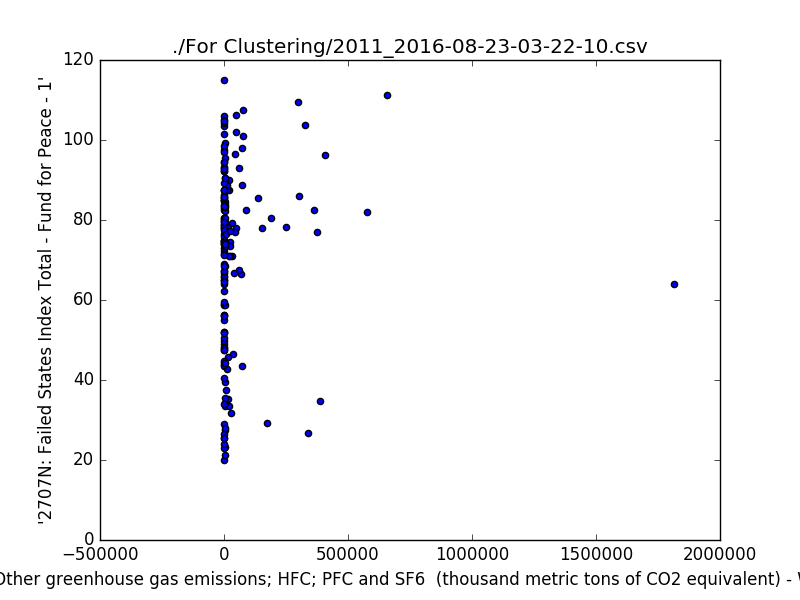 ./For Clustering/2011_2016-08-23-03-22-10.csv
120
100
80
60
40
20
0
'2707N: Failed States Index Total - Fund for Peace - 1'
−500000 0 500000 1000000 1500000 2000000
Other greenhouse gas emissions; HFC; PFC and SF6 (thousand metric tons of CO2 equivalent) -